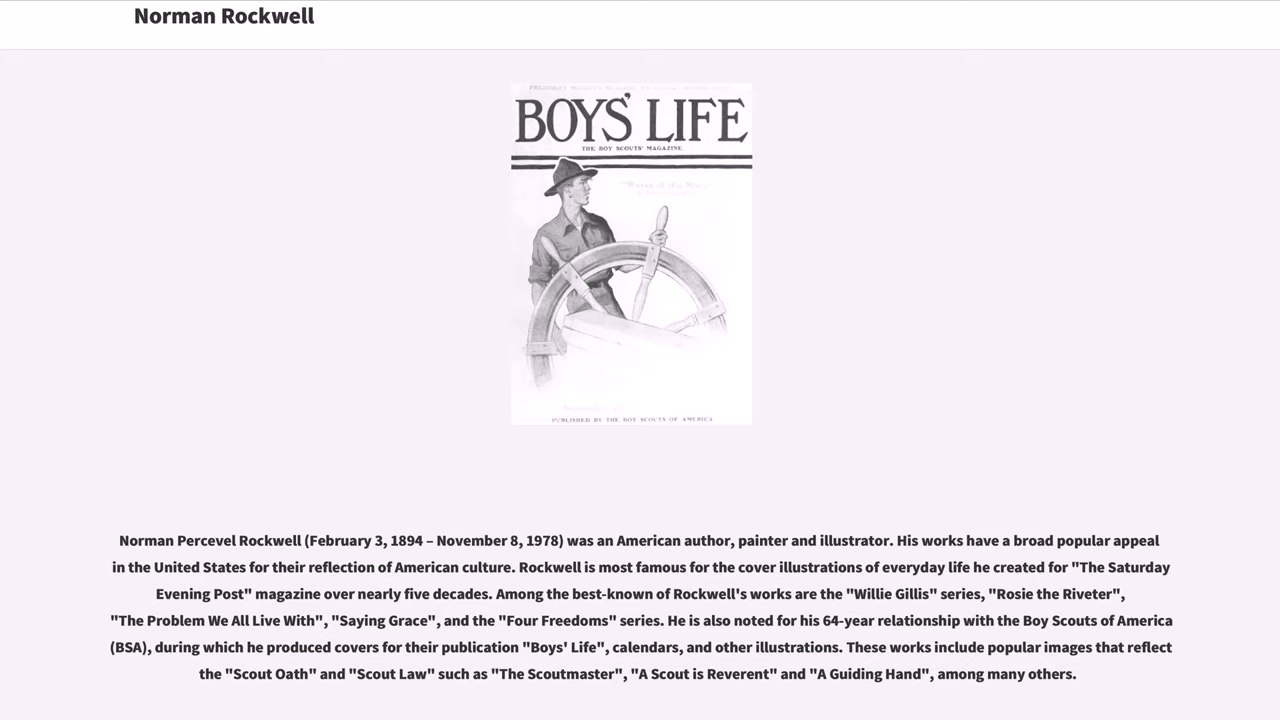 Norman Rockwell
BOYS' LIFE
THE BOY SCOUTS' MAGAZINE
PUBLISHED BY THE BOY SCOUTS OF AMERICA
Norman Percevel Rockwell (February 3, 1894 – November 8, 1978) was an American author, painter and illustrator. His works have a broad popular appeal
in the United States for their reflection of American culture. Rockwell is most famous for the cover illustrations of everyday life he created for "The Saturday
Evening Post" magazine over nearly five decades. Among the best-known of Rockwell's works are the "Willie Gillis" series, "Rosie the Riveter",
"The Problem We All Live With", "Saying Grace", and the "Four Freedoms" series. He is also noted for his 64-year relationship with the Boy Scouts of America
(BSA), during which he produced covers for their publication "Boys' Life", calendars, and other illustrations. These works include popular images that reflect
the "Scout Oath" and "Scout Law" such as "The Scoutmaster", "A Scout is Reverent" and "A Guiding Hand", among many others.